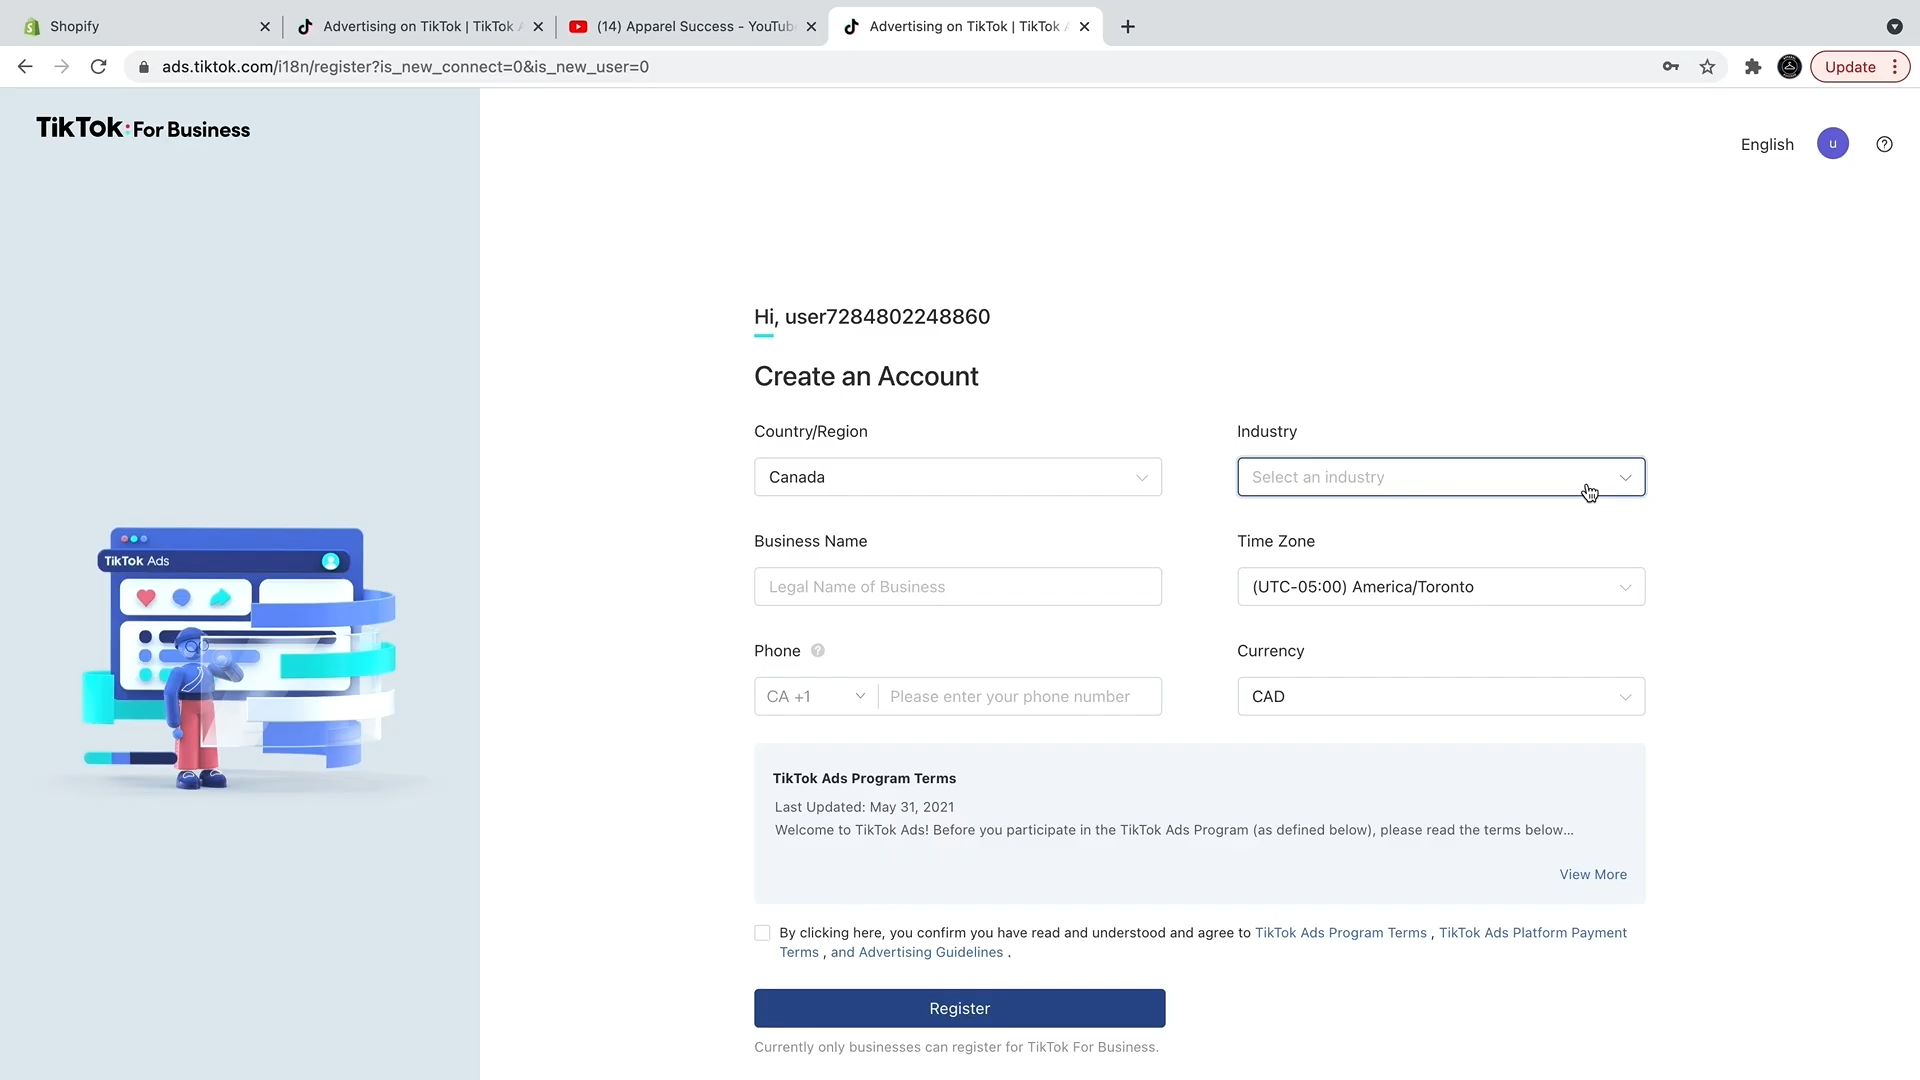 Shopify
Advertising on TikTok | TikTok A
(14) Apparel Success - YouTube
Advertising on TikTok | TikTok A
ads.tiktok.com/i18n/register?is_new_connect=0&is_new_user=0
Update
TikTok: For Business
English
u
Hi, user7284802248860
Create an Account
Country/Region
Industry
Canada
Select an industry
Business Name
Time Zone
Legal Name of Business
(UTC-05:00) America/Toronto
TikTok Ads
Phone
Currency
CA +1
Please enter your phone number
CAD
TikTok Ads Program Terms
Last Updated: May 31, 2021
Welcome to TikTok Ads! Before you participate in the TikTok Ads Program (as defined below), please read the terms below...
View More
By clicking here, you confirm you have read and understood and agree to TikTok Ads Program Terms , TikTok Ads Platform Payment
Terms , and Advertising Guidelines .
Register
Currently only businesses can register for TikTok For Business.